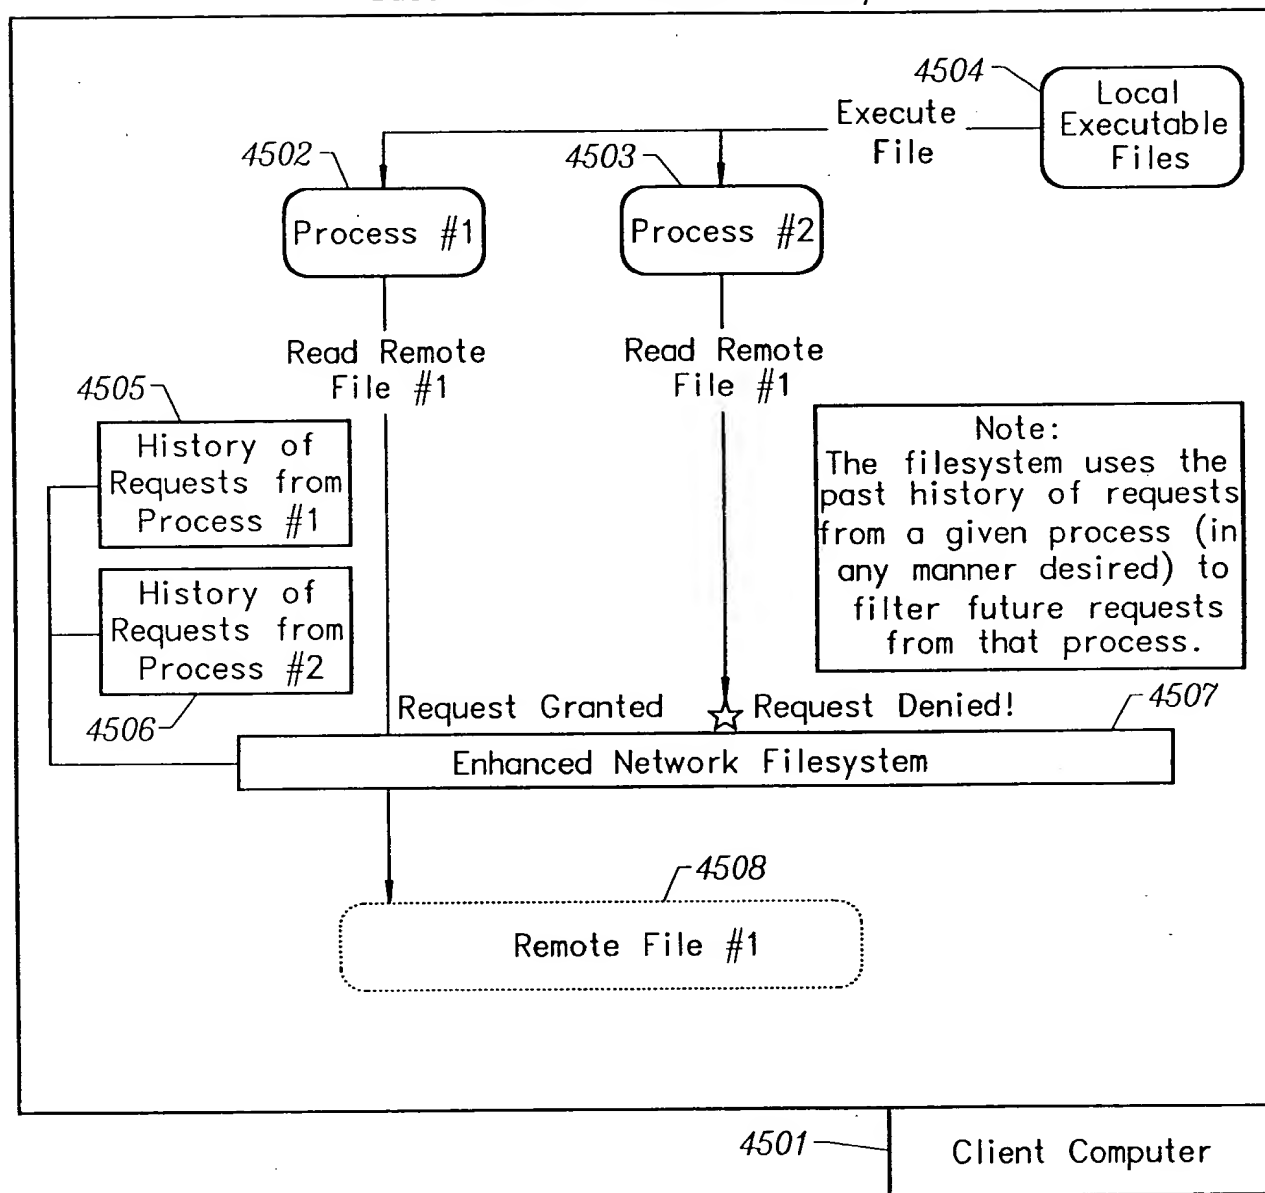 4504
Local
Executable
Files
Execute
File
4502
4503
Process #1
Process #2
Read Remote
File #1
Read Remote
File #1
4505
History of
Requests from
Process #1
Note:
The filesystem uses the
past history of requests
from a given process (in
any manner desired) to
filter future requests
from that process.
History of
Requests from
Process #2
4506
Request Granted
Request Denied!
4507
Enhanced Network Filesystem
4508
Remote File #1
4501
Client Computer